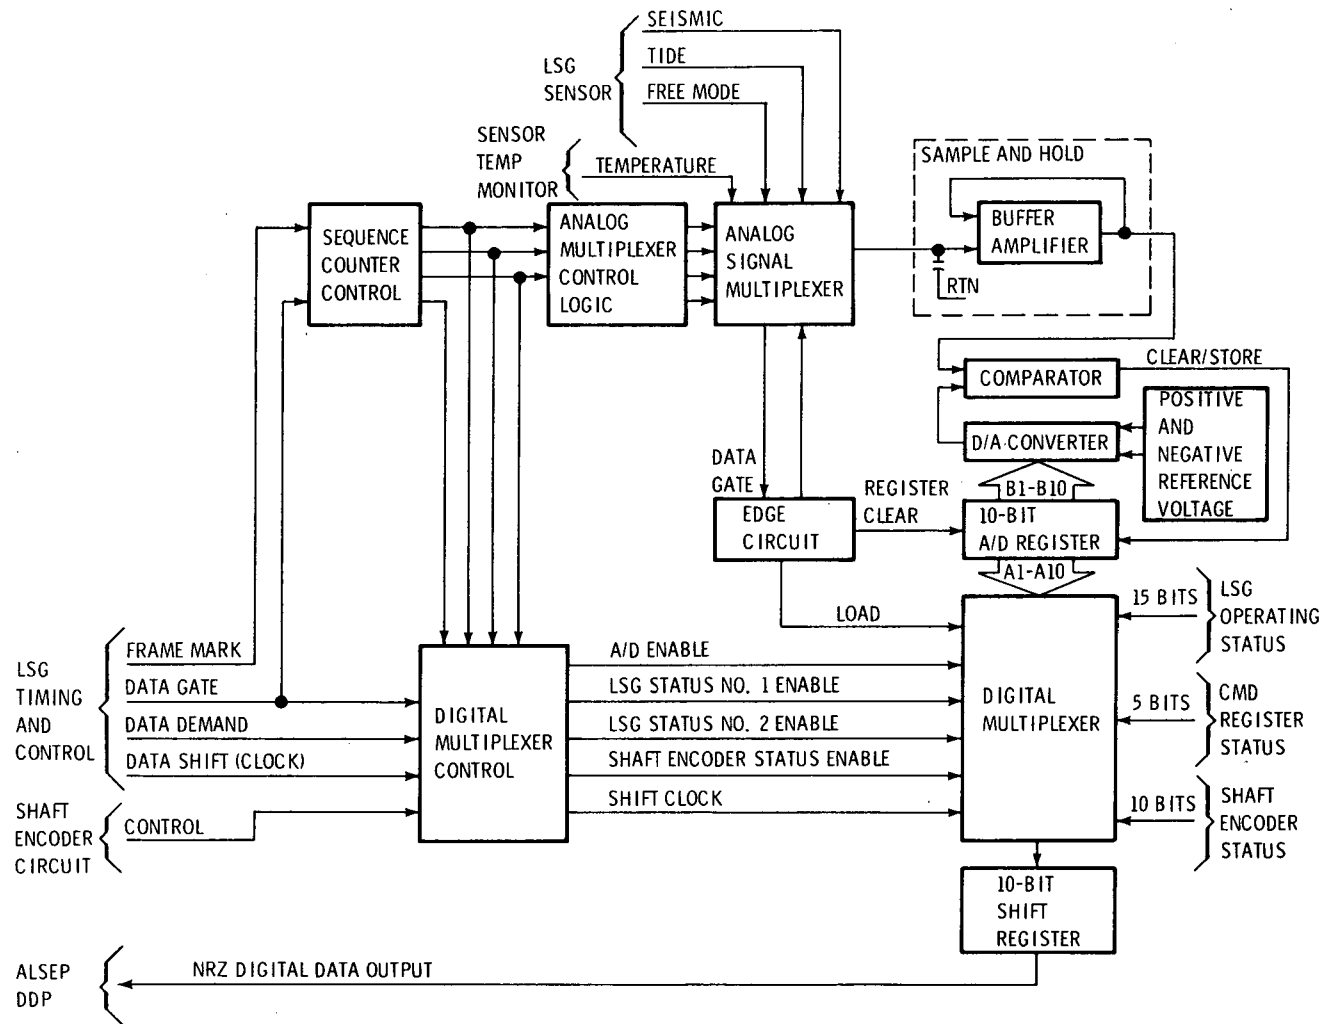 SEISMIC
TIDE
FREE MODE
LSG
SENSOR
SENSOR
TEMP
MONITOR
TEMPERATURE
SAMPLE AND HOLD
BUFFER
AMPLIFIER
RTN
SEQUENCE
COUNTER
CONTROL
ANALOG
MULTIPLEXER
CONTROL
LOGIC
ANALOG
SIGNAL
MULTIPLEXER
COMPARATOR
CLEAR/STORE
D/A CONVERTER
POSITIVE
AND
NEGATIVE
REFERENCE
VOLTAGE
B1-B10
DATA
GATE
EDGE
CIRCUIT
REGISTER
CLEAR
10-BIT
A/D REGISTER
A1-A10
LOAD
15 BITS
LSG
OPERATING
STATUS
LSG
TIMING
AND
CONTROL
FRAME MARK
DATA GATE
DATA DEMAND
DATA SHIFT (CLOCK)
DIGITAL
MULTIPLEXER
CONTROL
A/D ENABLE
LSG STATUS NO. 1 ENABLE
LSG STATUS NO. 2 ENABLE
SHAFT ENCODER STATUS ENABLE
SHIFT CLOCK
DIGITAL
MULTIPLEXER
5 BITS
CMD
REGISTER
STATUS
10 BITS
SHAFT
ENCODER
STATUS
SHAFT
ENCODER
CIRCUIT
CONTROL
10-BIT
SHIFT
REGISTER
ALSEP
DDP
NRZ DIGITAL DATA OUTPUT